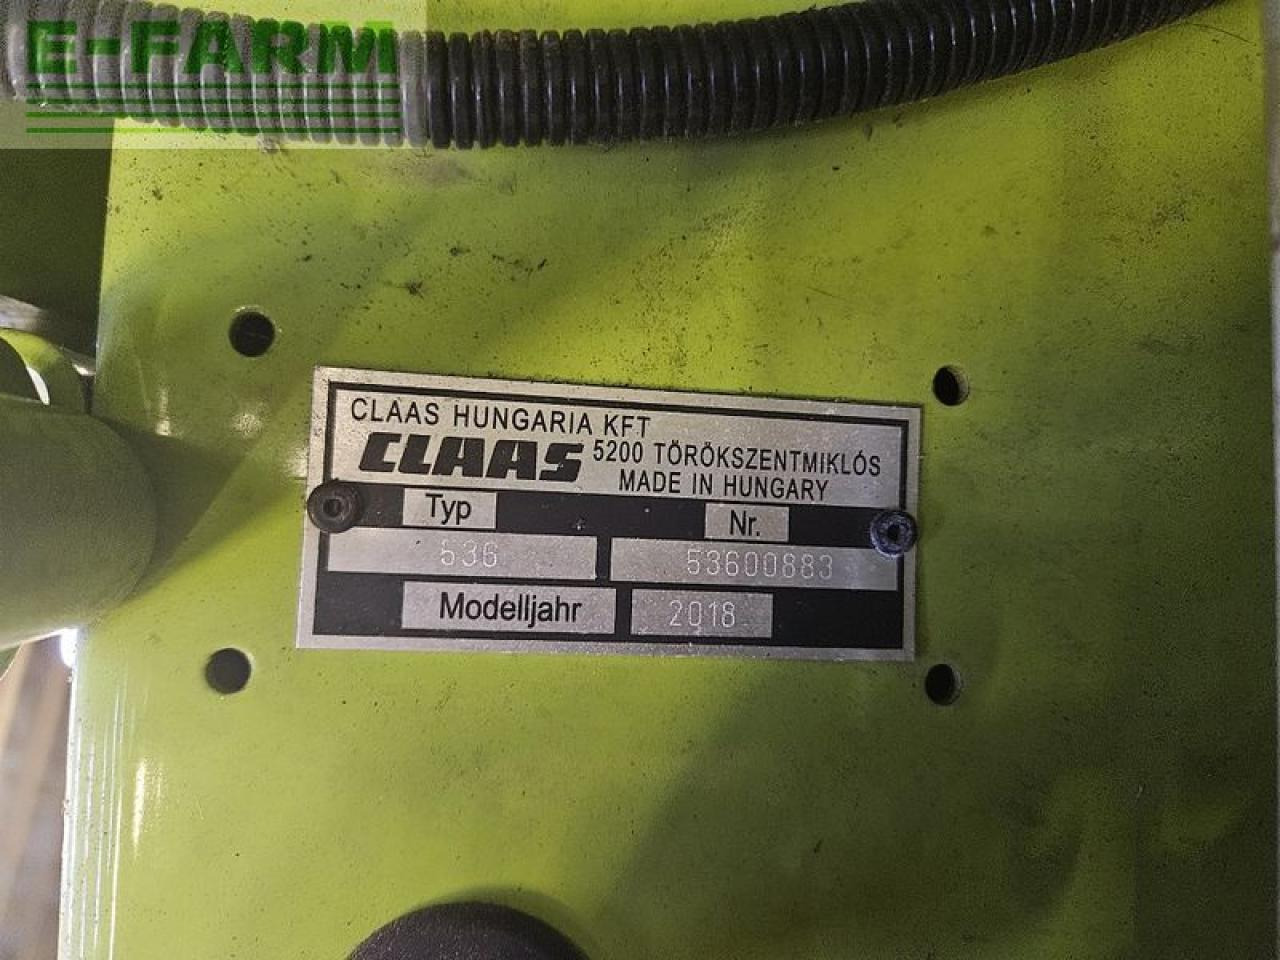 E-FARM
CLAAS HUNGARIA KFT
CLAAS 5200 TÖRÖKSZENTMIKLÓS
MADE IN HUNGARY
Typ Nr.
536 53600883
Modelljahr 2018